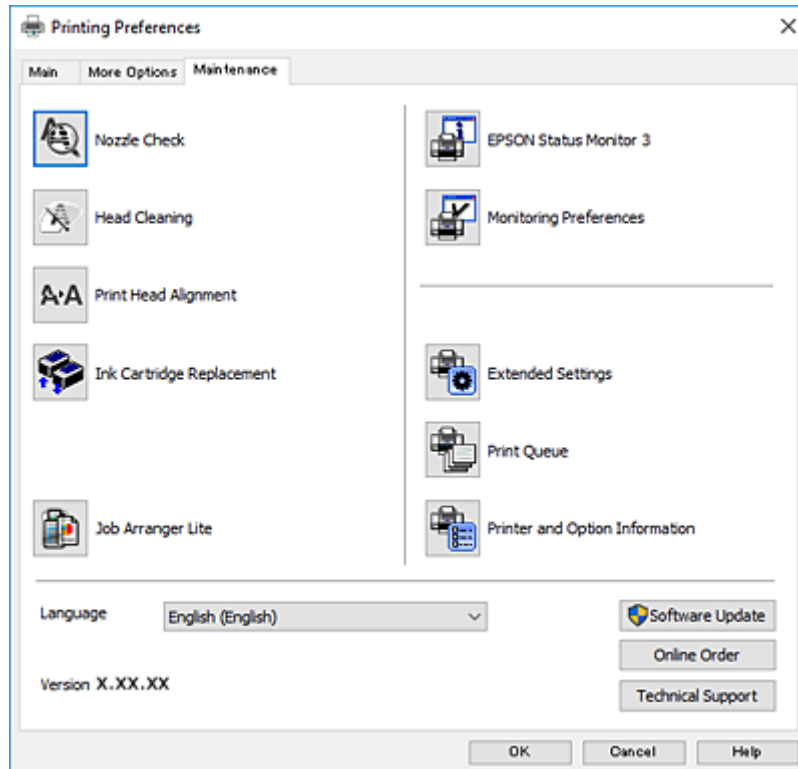 Printing Preferences
Main
More Options
Maintenance
Nozzle Check
Head Cleaning
A·A Print Head Alignment
Ink Cartridge Replacement
Job Arranger Lite
EPSON Status Monitor 3
Monitoring Preferences
Extended Settings
Print Queue
Printer and Option Information
Language
English (English)
Version X.XX.XX
Software Update
Online Order
Technical Support
OK
Cancel
Help